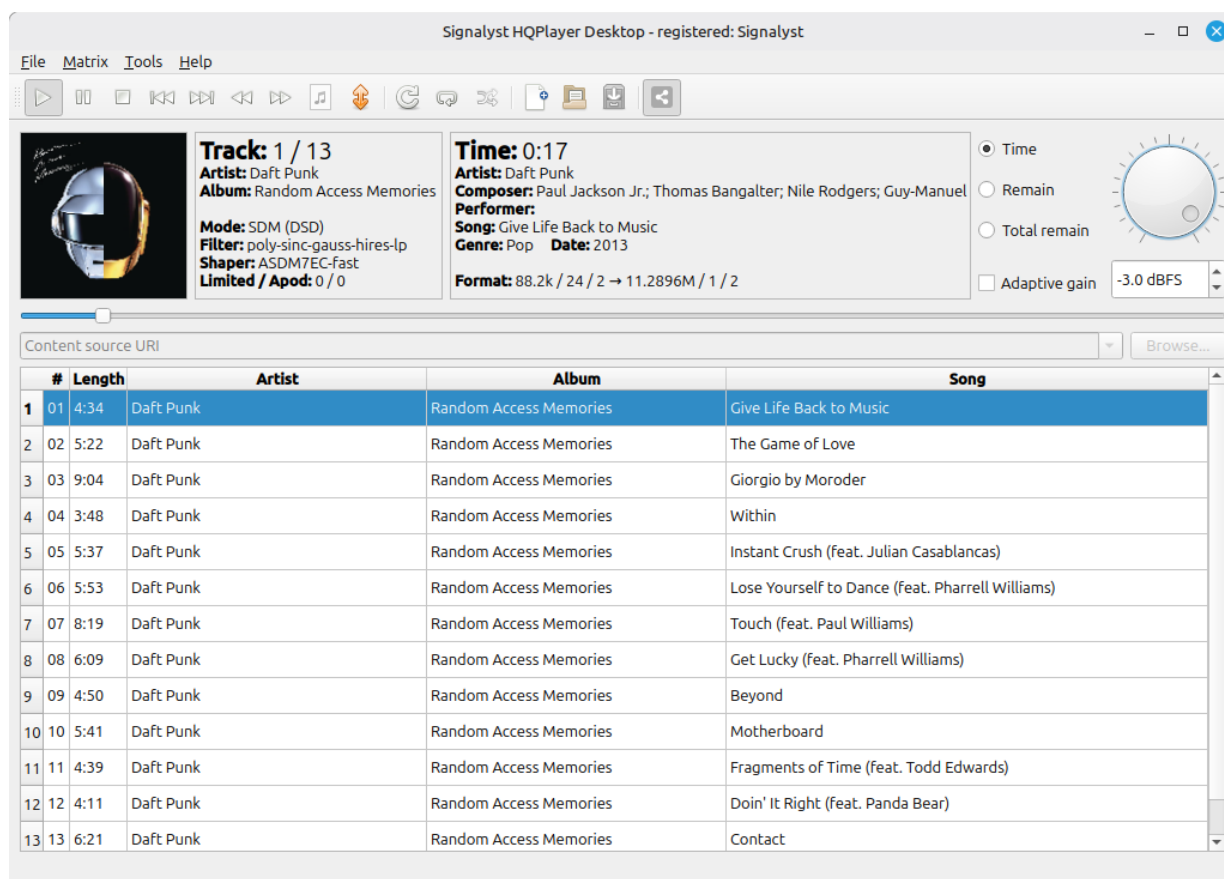 Signalyst HQPlayer Desktop - registered: Signalyst
File Matrix Tools Help
Track: 1 / 13
Artist: Daft Punk
Album: Random Access Memories
Mode: SDM (DSD)
Filter: poly-sinc-gauss-hires-lp
Shaper: ASDM7EC-fast
Limited / Apod: 0 / 0
Time: 0:17
Artist: Daft Punk
Composer: Paul Jackson Jr.; Thomas Bangalter; Nile Rodgers; Guy-Manuel
Performer:
Song: Give Life Back to Music
Genre: Pop Date: 2013
Format: 88.2k / 24 / 2 → 11.2896M / 1 / 2
Time
Remain
Total remain
Adaptive gain -3.0 dBFS
Content source URI Browse...
# Length Artist Album Song
1 01 4:34 Daft Punk Random Access Memories Give Life Back to Music
2 02 5:22 Daft Punk Random Access Memories The Game of Love
3 03 9:04 Daft Punk Random Access Memories Giorgio by Moroder
4 04 3:48 Daft Punk Random Access Memories Within
5 05 5:37 Daft Punk Random Access Memories Instant Crush (feat. Julian Casablancas)
6 06 5:53 Daft Punk Random Access Memories Lose Yourself to Dance (feat. Pharrell Williams)
7 07 8:19 Daft Punk Random Access Memories Touch (feat. Paul Williams)
8 08 6:09 Daft Punk Random Access Memories Get Lucky (feat. Pharrell Williams)
9 09 4:50 Daft Punk Random Access Memories Beyond
10 10 5:41 Daft Punk Random Access Memories Motherboard
11 11 4:39 Daft Punk Random Access Memories Fragments of Time (feat. Todd Edwards)
12 12 4:11 Daft Punk Random Access Memories Doin' It Right (feat. Panda Bear)
13 13 6:21 Daft Punk Random Access Memories Contact